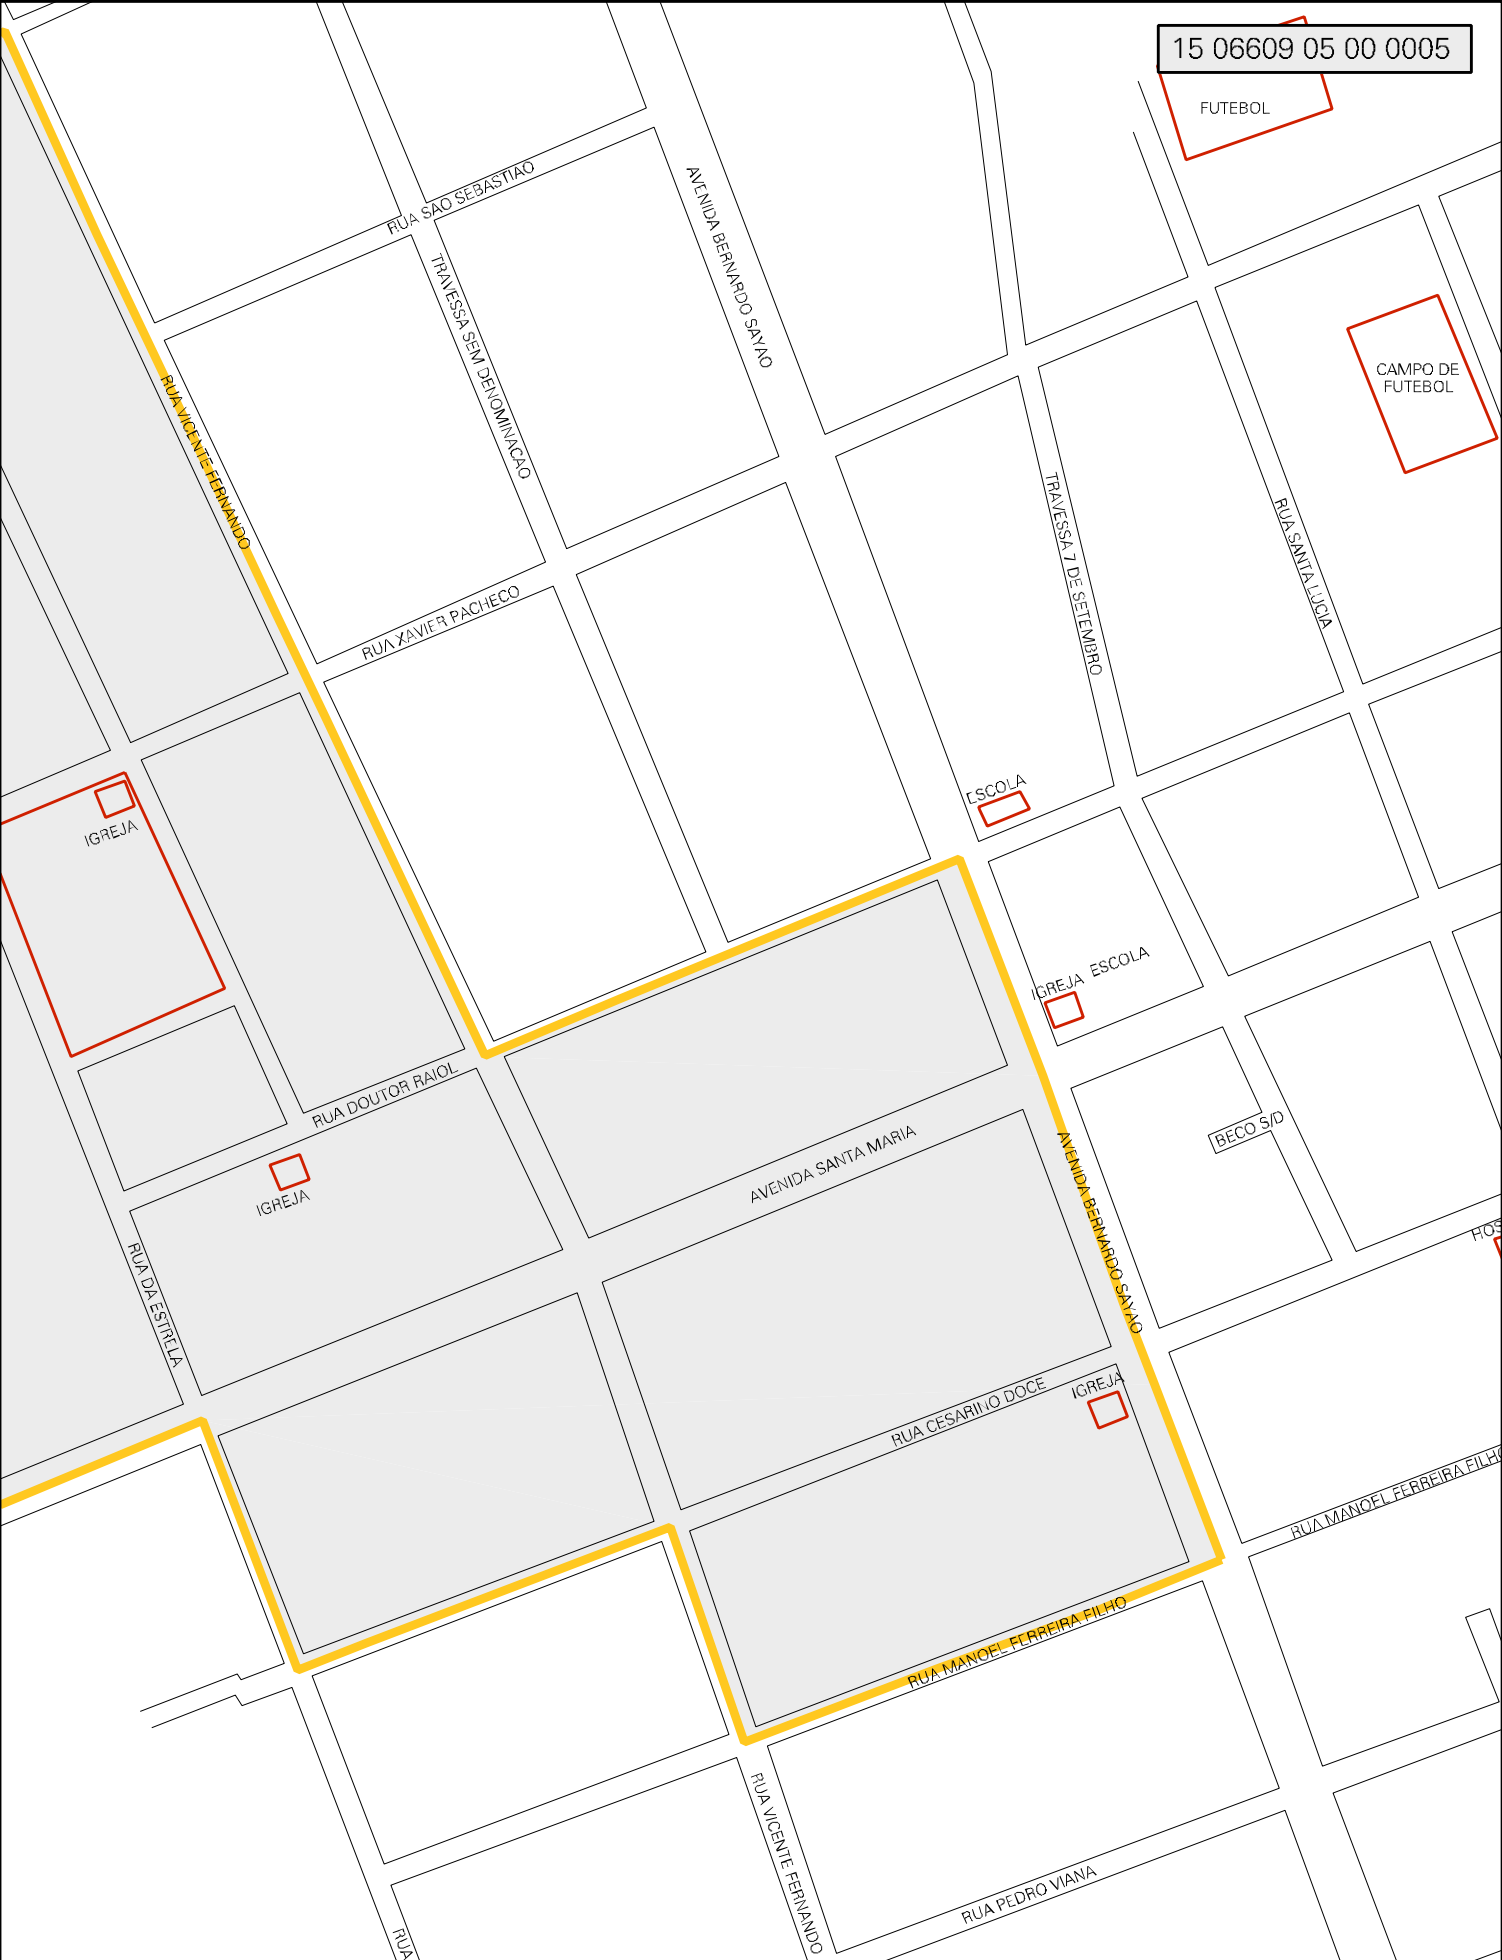 15 06609 05 00 0005
FUTEBOL
RUA SAO SEBASTIAO
AVENIDA BERNARDO SAYAO
TRAVESSA SEM DENOMINACAO
CAMPO DE
FUTEBOL
RUA VICENTE FERNANDO
TRAVESSA 7 DE SETEMBRO
RUA SANTA LUCIA
RUA XAVIER PACHECO
ESCOLA
IGREJA
IGREJA
ESCOLA
RUA DOUTOR RAIOL
AVENIDA SANTA MARIA
BECO S/D
AVENIDA BERNARDO SAYAO
IGREJA
HOS
RUA DA ESTRELA
IGREJA
RUA CESARINO DOCE
RUA MANOEL FERREIRA FILHO
RUA MANOEL FERREIRA FILHO
RUA VICENTE FERNANDO
RUA PEDRO VIANA
RUA